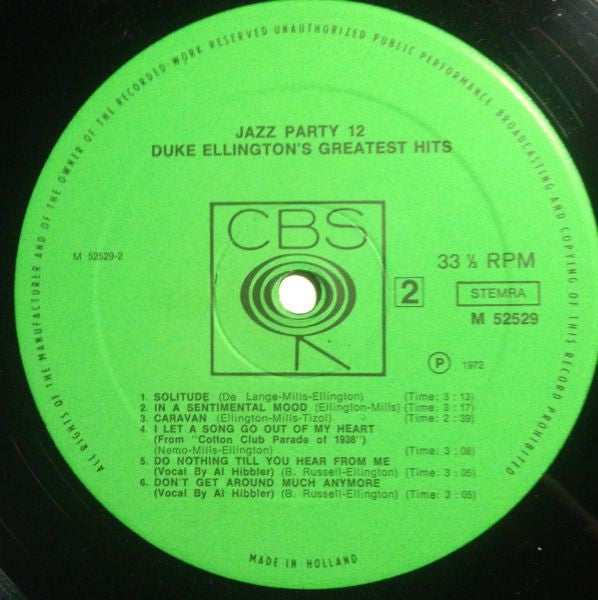 ALL RIGHTS OF THE MANUFACTURER AND OF THE OWNER OF THE RECORDED WORK RESERVED UNAUTHORIZED PUBLIC PERFORMANCE BROADCASTING AND COPYING OF THIS RECORD PROHIBITED
JAZZ PARTY 12
DUKE ELLINGTON'S GREATEST HITS
CBS
M 52529-2
33 ⅓ RPM
2
STEMRA
M 52529
Ⓟ 1972
1. SOLITUDE (De Lange-Mills-Ellington) (Time: 3 : 13)
2. IN A SENTIMENTAL MOOD (Ellington-Mills) (Time: 3 : 17)
3. CARAVAN (Ellington-Mills-Tizol) (Time: 2 : 39)
4. I LET A SONG GO OUT OF MY HEART
(From "Cotton Club Parade of 1938")
(Nemo-Mills-Ellington) (Time: 3 : 08)
5. DO NOTHING TILL YOU HEAR FROM ME
(Vocal By Al Hibbler) (B. Russell-Ellington) (Time: 3 : 05)
6. DON'T GET AROUND MUCH ANYMORE
(Vocal By Al Hibbler) (B. Russell-Ellington) (Time: 3 : 05)
MADE IN HOLLAND